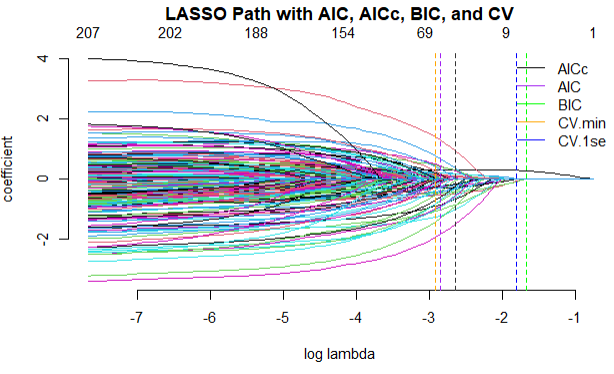 LASSO Path with AIC, AICc, BIC, and CV
207 202 188 154 69 9 1
4
2
0
-2
coefficient
AICc
AIC
BIC
CV.min
CV.1se
-7 -6 -5 -4 -3 -2 -1
log lambda